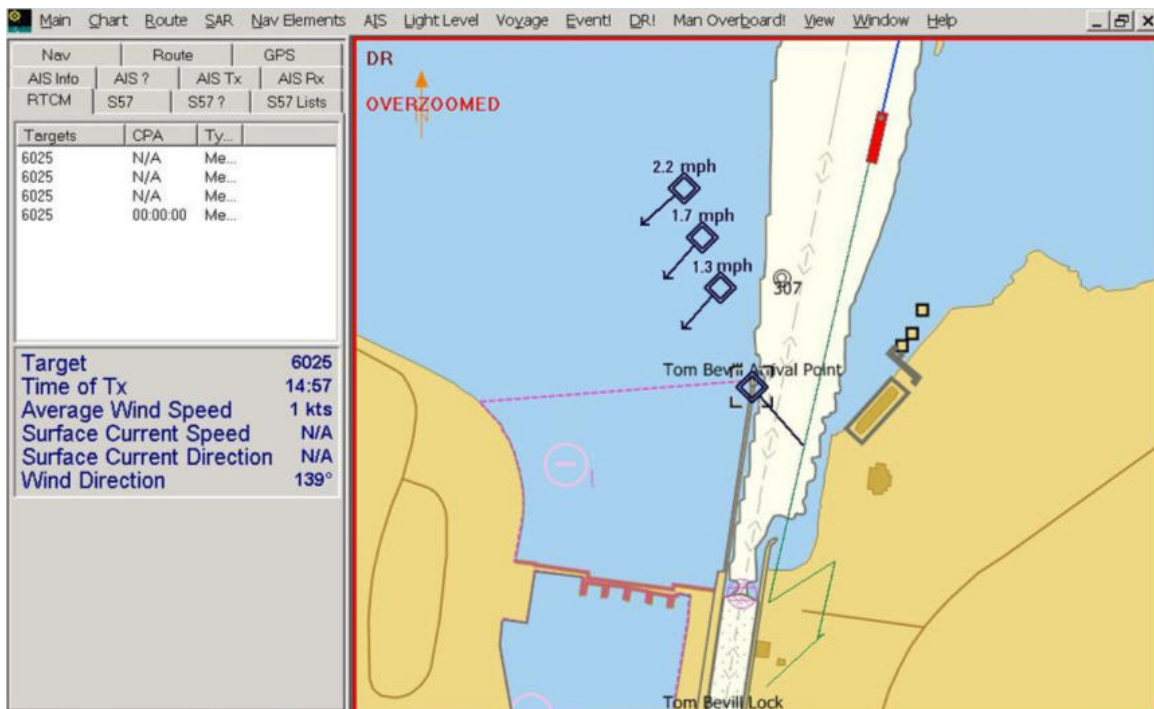 Main Chart Route SAR Nav Elements AIS Light Level Voyage Event! DR! Man Overboard! View Window Help
Nav Route GPS
AIS Info AIS ? AIS Tx AIS Rx
RTCM S57 S57 ? S57 Lists
Targets CPA Ty...
6025 N/A Me...
6025 N/A Me...
6025 N/A Me...
6025 00:00:00 Me...
Target 6025
Time of Tx 14:57
Average Wind Speed 1 kts
Surface Current Speed N/A
Surface Current Direction N/A
Wind Direction 139°
DR
OVERZOOMED
N
2.2 mph
1.7 mph
1.3 mph
307
Tom Bevill Arrival Point
Tom Bevill Lock